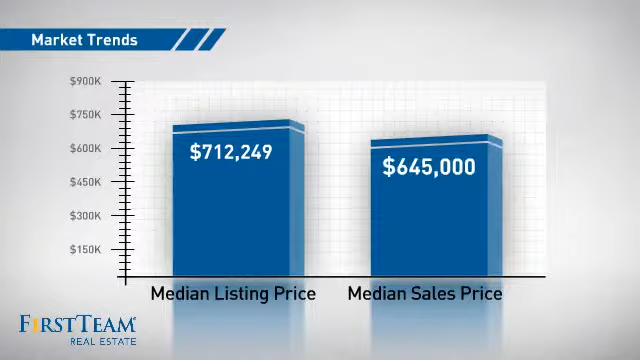 Market Trends
$900K
$750K
$600K
$450K
$300K
$150K
$712,249
$645,000
Median Listing Price
Median Sales Price
FIRSTTEAM®
REAL ESTATE